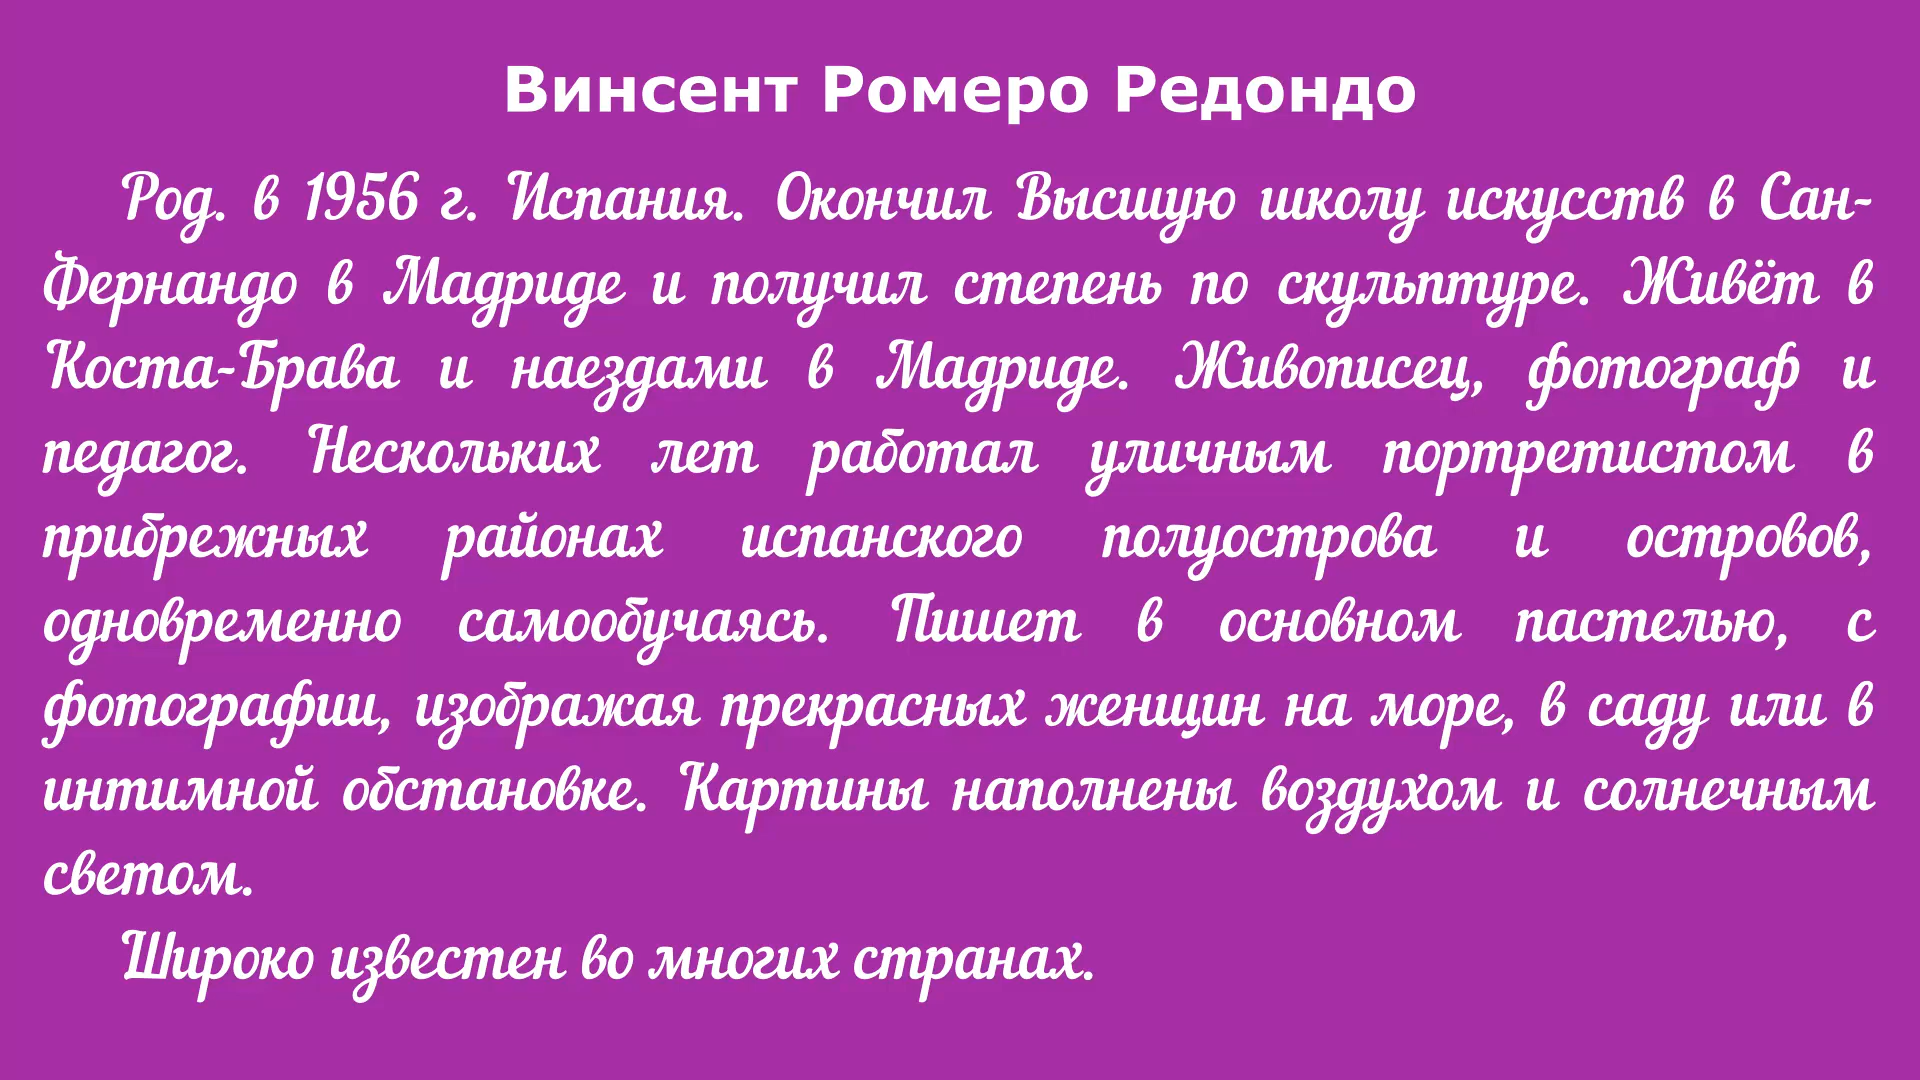 Винсент Ромеро Редондо
Род. в 1956 г. Испания. Окончил Высшую школу искусств в Сан-
Фернандо в Мадриде и получил степень по скульптуре. Живёт в
Коста-Брава и наездами в Мадриде. Живописец, фотограф и
педагог. Нескольких лет работал уличным портретистом в
прибрежных районах испанского полуострова и островов,
одновременно самообучаясь. Пишет в основном пастелью, с
фотографии, изображая прекрасных женщин на море, в саду или в
интимной обстановке. Картины наполнены воздухом и солнечным
светом.
Широко известен во многих странах.